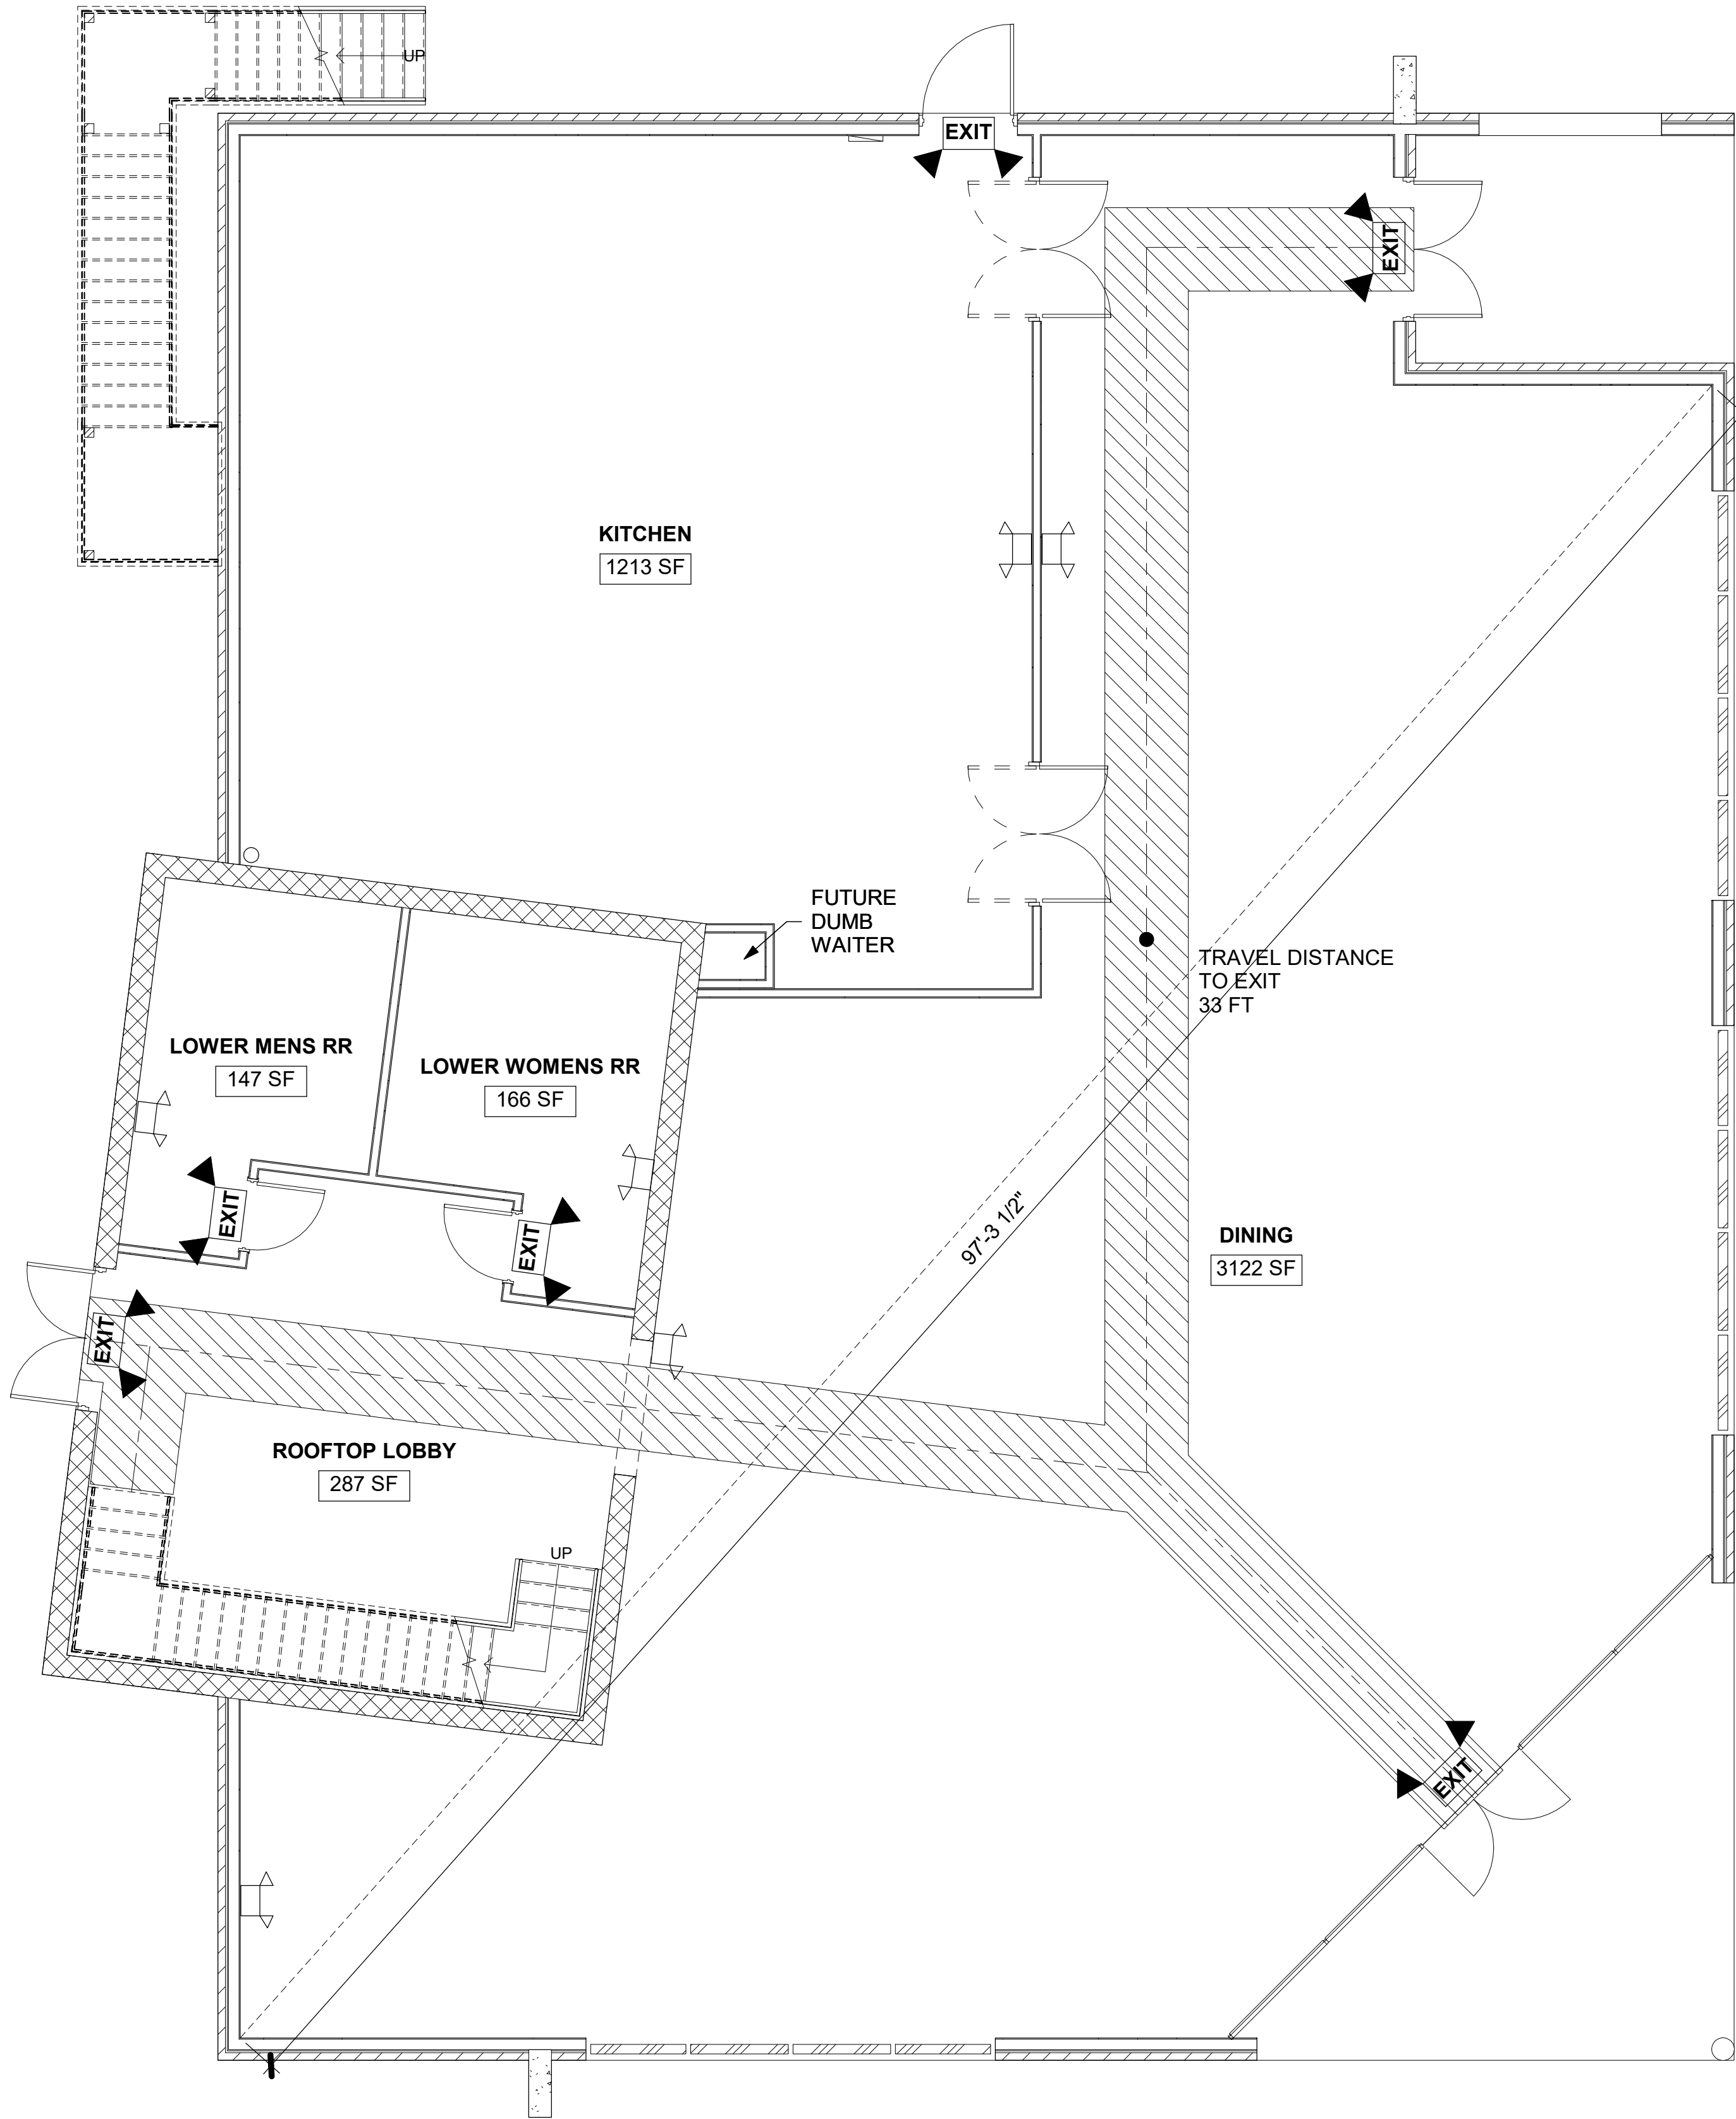 UP
EXIT
EXIT
KITCHEN
1213 SF
FUTURE
DUMB
WAITER
TRAVEL DISTANCE
TO EXIT
33 FT
LOWER MENS RR
147 SF
LOWER WOMENS RR
166 SF
EXIT
EXIT
97'-3 1/2"
DINING
3122 SF
EXIT
ROOFTOP LOBBY
287 SF
UP
EXIT